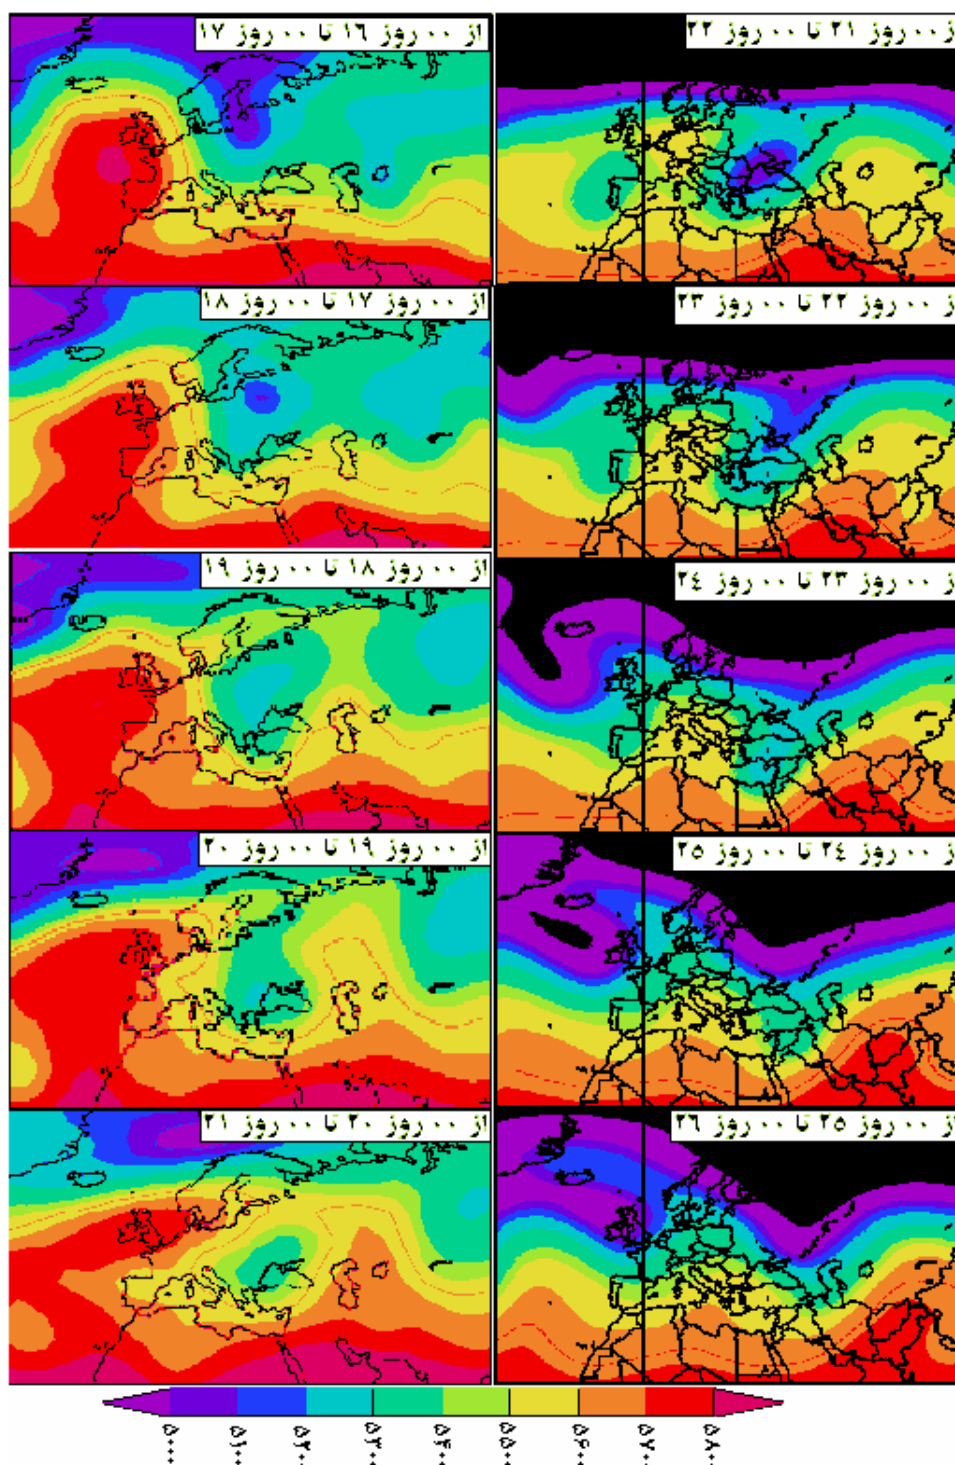 از ۰۰ روز ۱۶ تا ۰۰ روز ۱۷
از ۰۰ روز ۱۷ تا ۰۰ روز ۱۸
از ۰۰ روز ۱۸ تا ۰۰ روز ۱۹
از ۰۰ روز ۱۹ تا ۰۰ روز ۲۰
از ۰۰ روز ۲۰ تا ۰۰ روز ۲۱
از ۰۰ روز ۲۱ تا ۰۰ روز ۲۲
از ۰۰ روز ۲۲ تا ۰۰ روز ۲۳
از ۰۰ روز ۲۳ تا ۰۰ روز ۲٤
از ۰۰ روز ۲٤ تا ۰۰ روز ۲۵
از ۰۰ روز ۲۵ تا ۰۰ روز ۲۶
۵۰۰۰
۵۱۰۰
۵۲۰۰
۵۳۰۰
۵۴۰۰
۵۵۰۰
۵۶۰۰
۵۷۰۰
۵۸۰۰